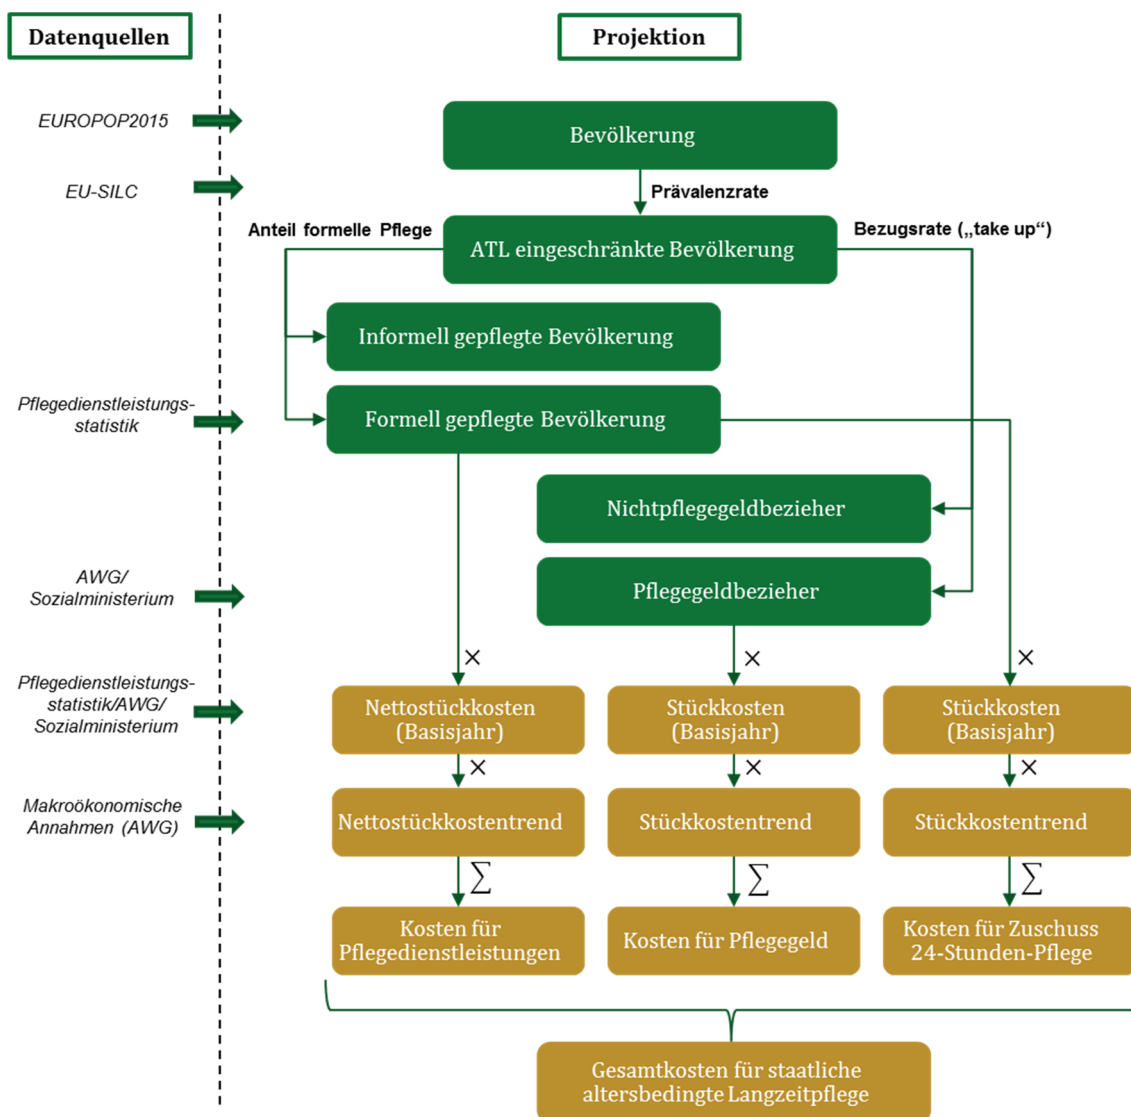 Datenquellen
Projektion
EUROPOP2015
Bevölkerung
EU-SILC
Prävalenzrate
Anteil formelle Pflege
Bezugsrate („take up“)
ATL eingeschränkte Bevölkerung
Informell gepflegte Bevölkerung
Pflegedienstleistungs-
statistik
Formell gepflegte Bevölkerung
Nichtpflegegeldbezieher
AWG/
Sozialministerium
Pflegegeldbezieher
× × ×
Pflegedienstleistungs-
statistik/AWG/
Sozialministerium
Nettostückkosten
(Basisjahr)
Stückkosten
(Basisjahr)
Stückkosten
(Basisjahr)
× × ×
Makroökonomische
Annahmen (AWG)
Nettostückkostentrend
Stückkostentrend
Stückkostentrend
∑ ∑ ∑
Kosten für
Pflegedienstleistungen
Kosten für Pflegegeld
Kosten für Zuschuss
24-Stunden-Pflege
Gesamtkosten für staatliche
altersbedingte Langzeitpflege